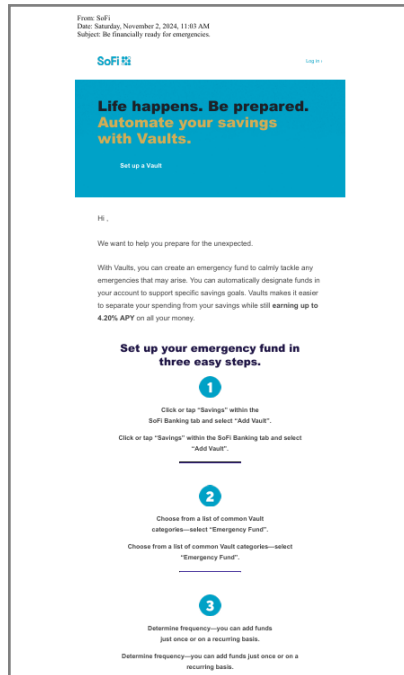 From: SoFi
Date: Saturday, November 2, 2024, 11:03 AM
Subject: Be financially ready for emergencies.
SoFi
Log in ›
Life happens. Be prepared.
Automate your savings
with Vaults.
Set up a Vault
Hi ,
We want to help you prepare for the unexpected.
With Vaults, you can create an emergency fund to calmly tackle any
emergencies that may arise. You can automatically designate funds in
your account to support specific savings goals. Vaults makes it easier
to separate your spending from your savings while still earning up to
4.20% APY on all your money.
Set up your emergency fund in
three easy steps.
1
Click or tap “Savings” within the
SoFi Banking tab and select “Add Vault”.
Click or tap “Savings” within the SoFi Banking tab and select
“Add Vault”.
2
Choose from a list of common Vault
categories—select “Emergency Fund”.
Choose from a list of common Vault categories—select
“Emergency Fund”.
3
Determine frequency—you can add funds
just once or on a recurring basis.
Determine frequency—you can add funds just once or on a
recurring basis.